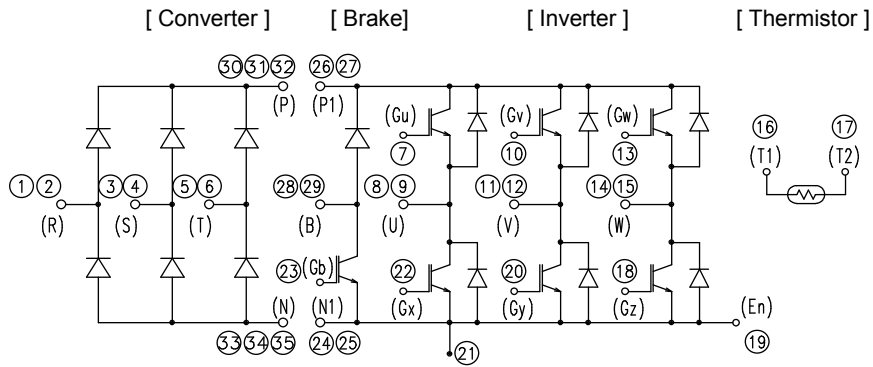 [ Converter ] [ Brake] [ Inverter ] [ Thermistor ]
30 31 32 26 27
(P) (P1) (Gu) (Gv) (Gw)
7 10 13
16 17
(T1) (T2)
1 2 3 4 5 6 28 29 8 9 11 12 14 15
(R) (S) (T) (B) (U) (V) (W)
23 (Gb) 22 20 18
(N) (N1) (Gx) (Gy) (Gz) (En)
33 34 35 24 25 21 19